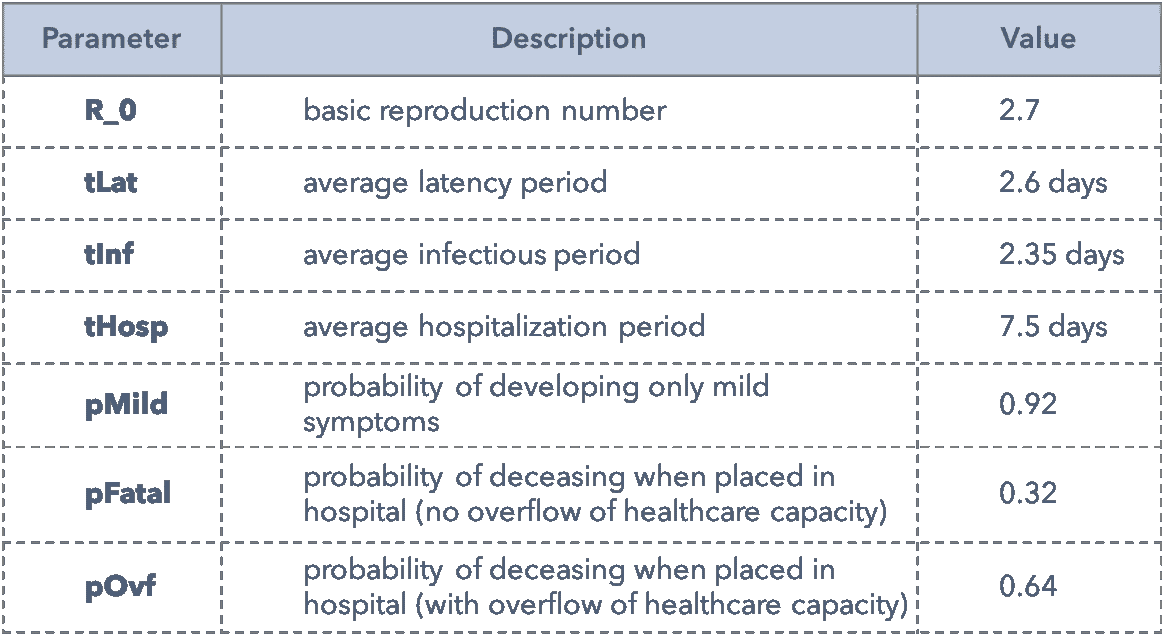 Parameter Description Value
R_0 basic reproduction number 2.7
tLat average latency period 2.6 days
tInf average infectious period 2.35 days
tHosp average hospitalization period 7.5 days
pMild probability of developing only mild symptoms 0.92
pFatal probability of deceasing when placed in hospital (no overflow of healthcare capacity) 0.32
pOvf probability of deceasing when placed in hospital (with overflow of healthcare capacity) 0.64